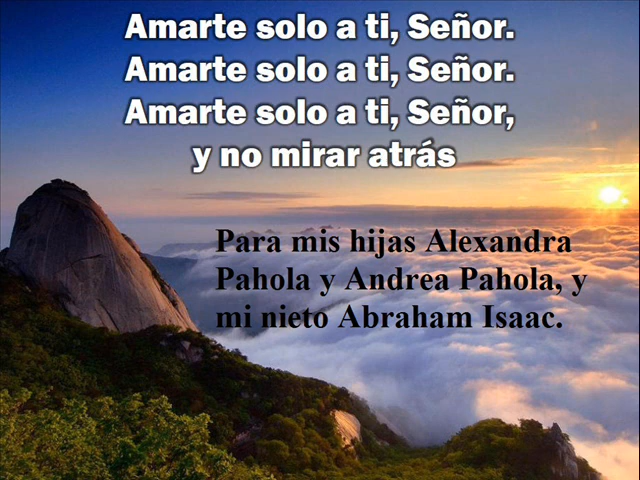 Amarte solo a ti, Señor.
Amarte solo a ti, Señor.
Amarte solo a ti, Señor,
y no mirar atrás
Para mis hijas Alexandra
Pahola y Andrea Pahola, y
mi nieto Abraham Isaac.